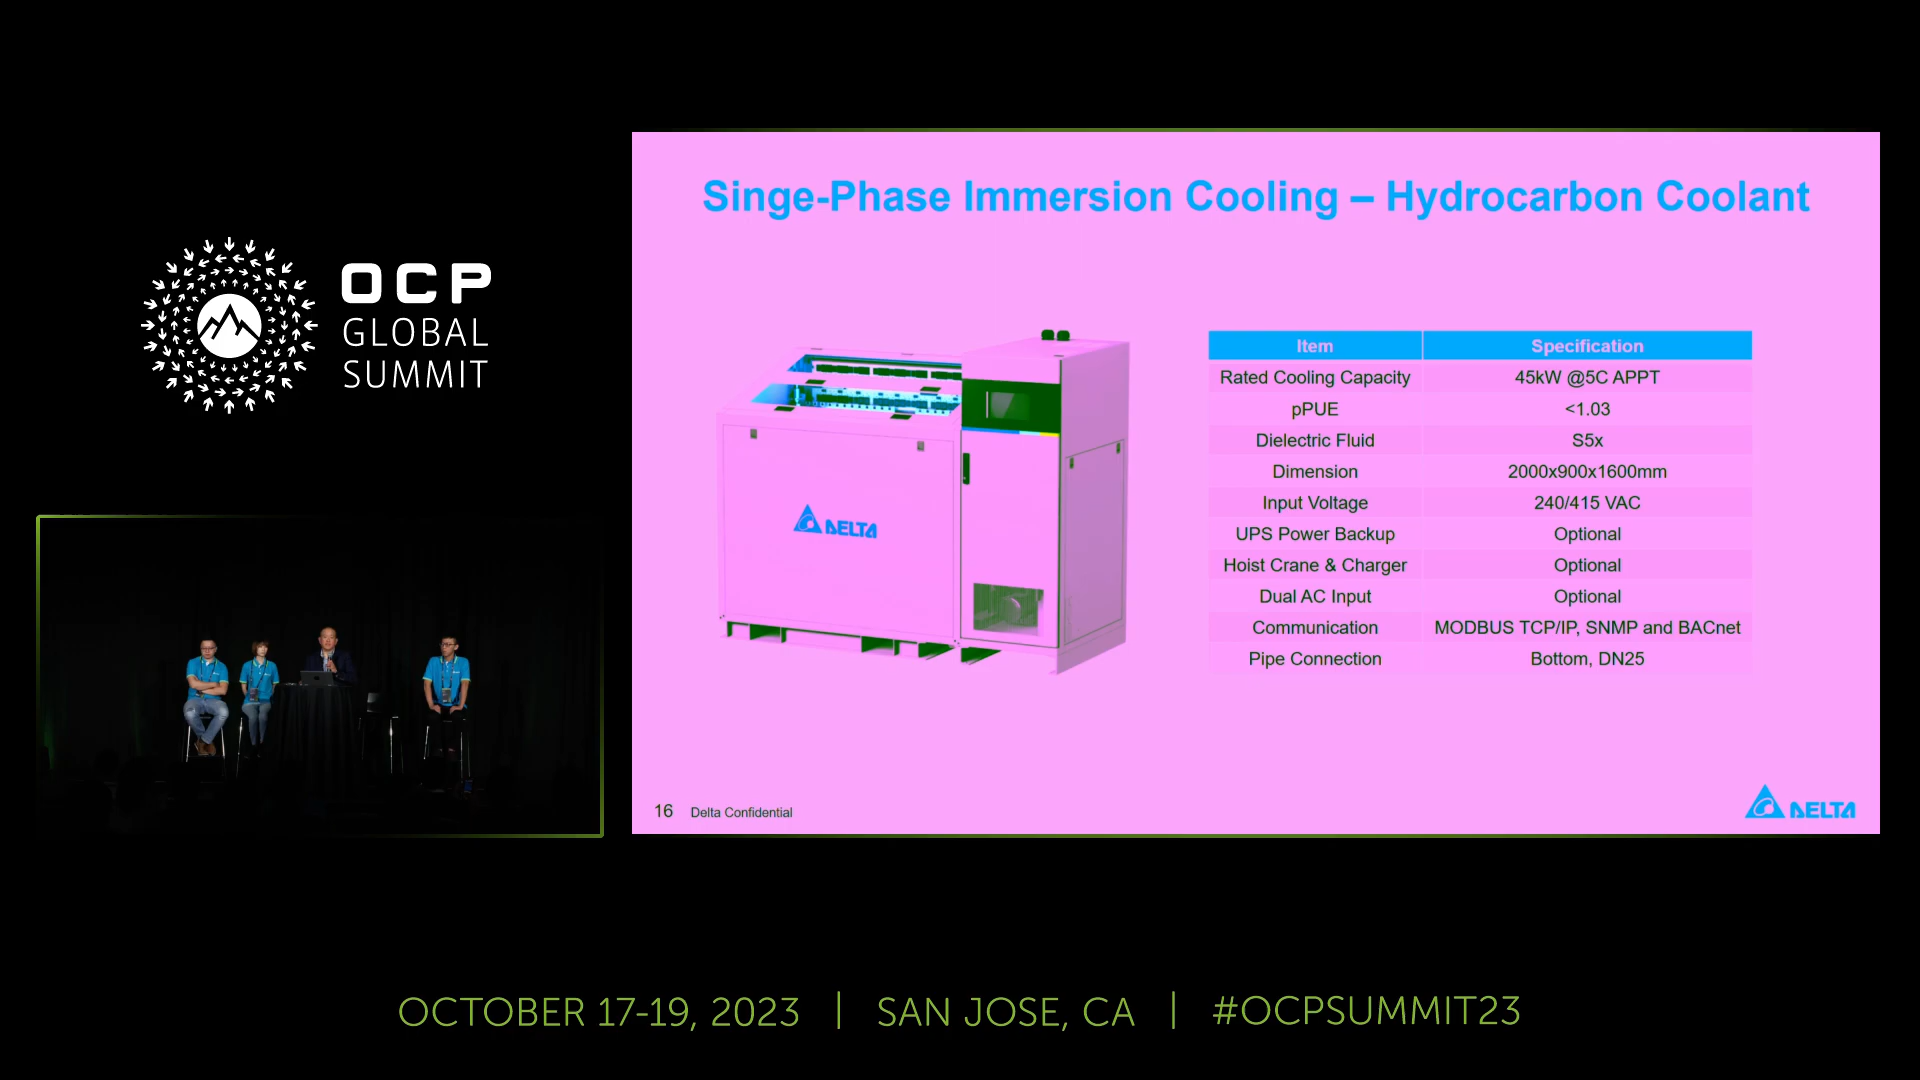 OCP
GLOBAL
SUMMIT
Singe-Phase Immersion Cooling – Hydrocarbon Coolant
Item Specification
Rated Cooling Capacity 45kW @5C APPT
pPUE <1.03
Dielectric Fluid S5x
Dimension 2000x900x1600mm
Input Voltage 240/415 VAC
UPS Power Backup Optional
Hoist Crane & Charger Optional
Dual AC Input Optional
Communication MODBUS TCP/IP, SNMP and BACnet
Pipe Connection Bottom, DN25
DELTA
16 Delta Confidential
DELTA
OCTOBER 17-19, 2023 | SAN JOSE, CA | #OCPSUMMIT23